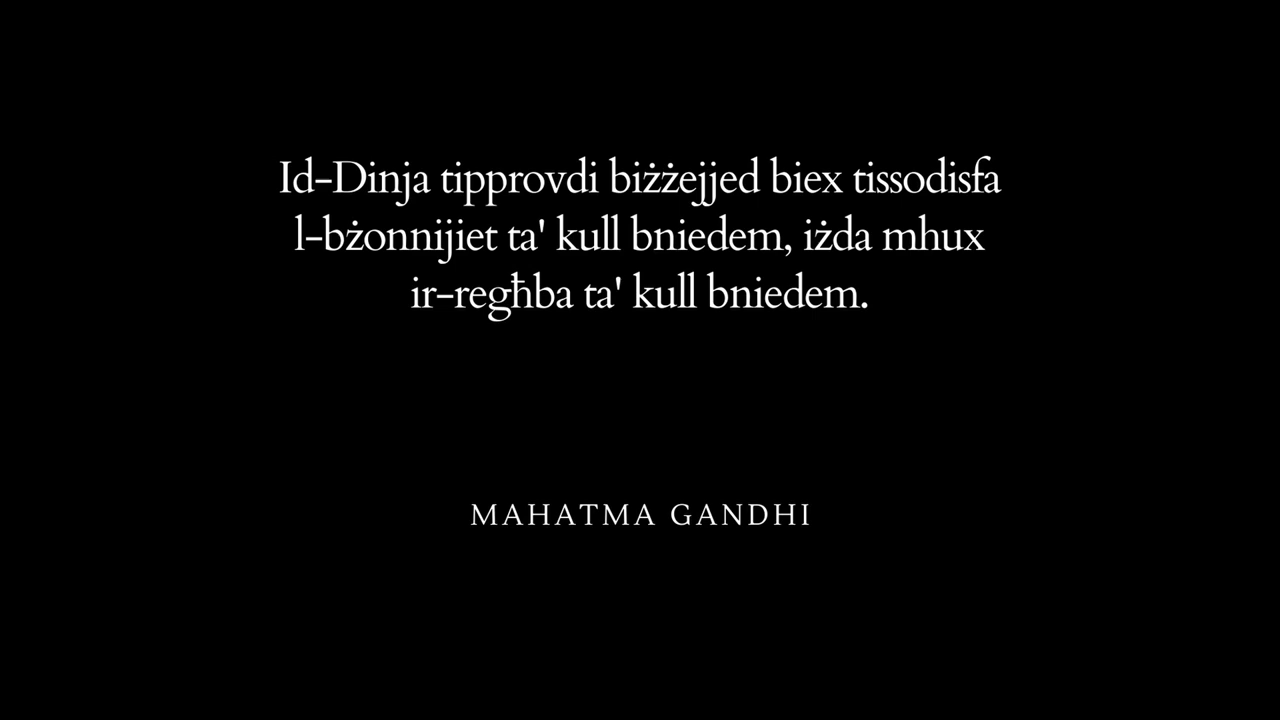 Id-Dinja tipprovdi biżżejjed biex tissodisfa
l-bżonnijiet ta' kull bniedem, iżda mhux
ir-regħba ta' kull bniedem.
MAHATMA GANDHI